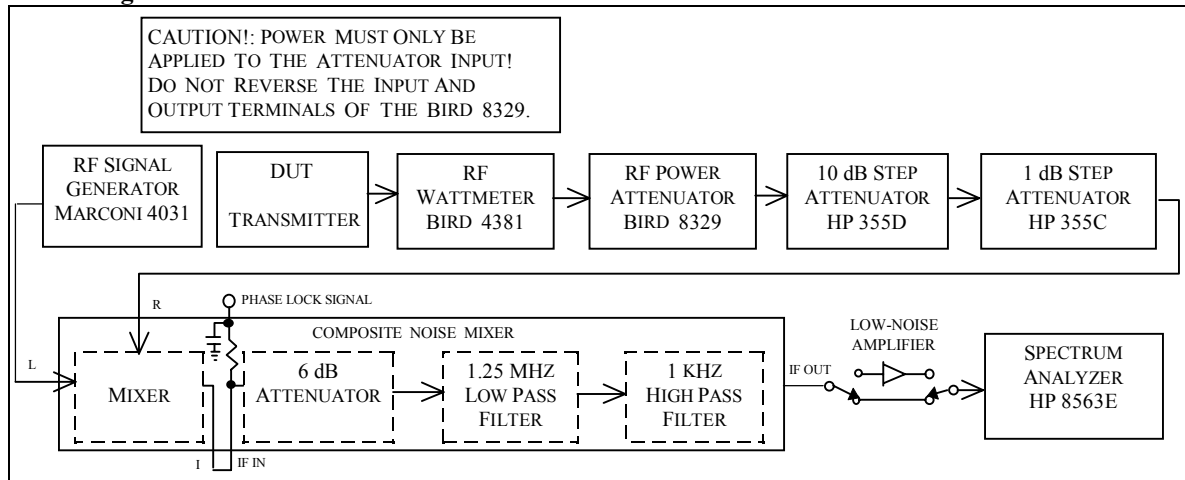 CAUTION!: POWER MUST ONLY BE
APPLIED TO THE ATTENUATOR INPUT!
DO NOT REVERSE THE INPUT AND
OUTPUT TERMINALS OF THE BIRD 8329.
RF SIGNAL
GENERATOR
MARCONI 4031
DUT
TRANSMITTER
RF
WATTMETER
BIRD 4381
RF POWER
ATTENUATOR
BIRD 8329
10 dB STEP
ATTENUATOR
HP 355D
1 dB STEP
ATTENUATOR
HP 355C
R
PHASE LOCK SIGNAL
COMPOSITE NOISE MIXER
L
MIXER
6 dB
ATTENUATOR
1.25 MHZ
LOW PASS
FILTER
1 KHZ
HIGH PASS
FILTER
IF OUT
LOW-NOISE
AMPLIFIER
SPECTRUM
ANALYZER
HP 8563E
I
IF IN